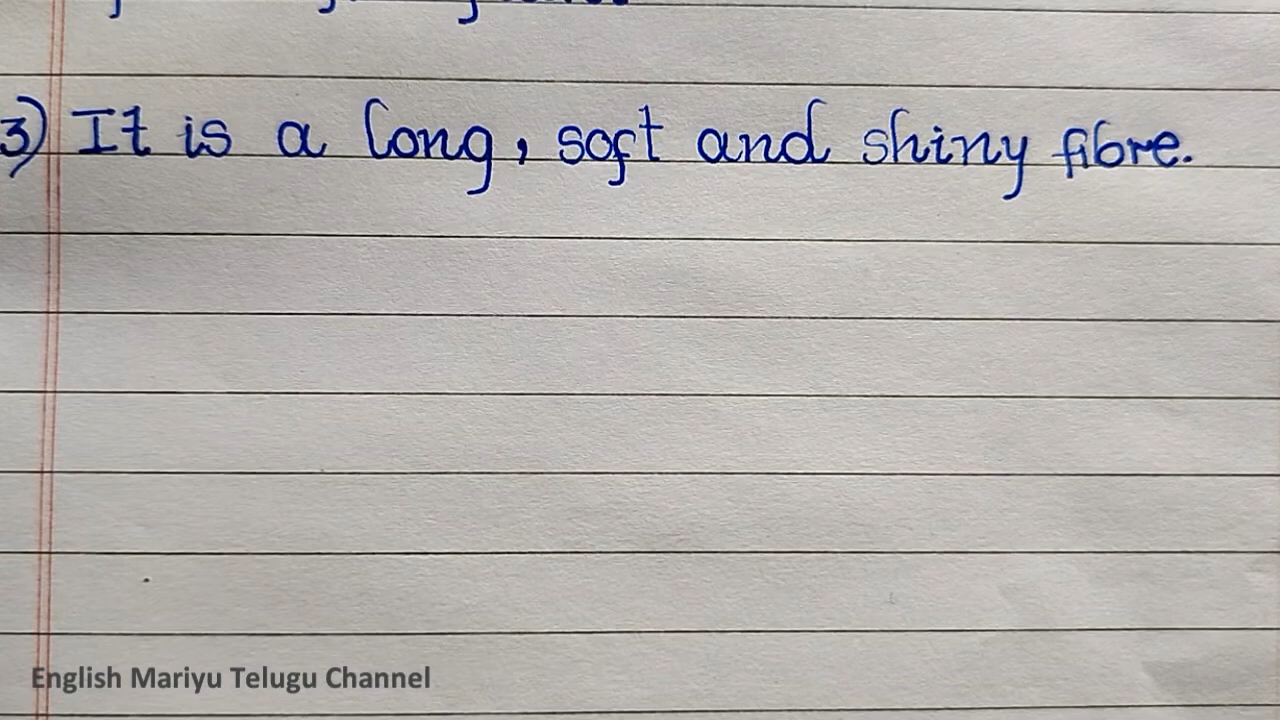 3) It is a long, soft and shiny fibre.
English Mariyu Telugu Channel